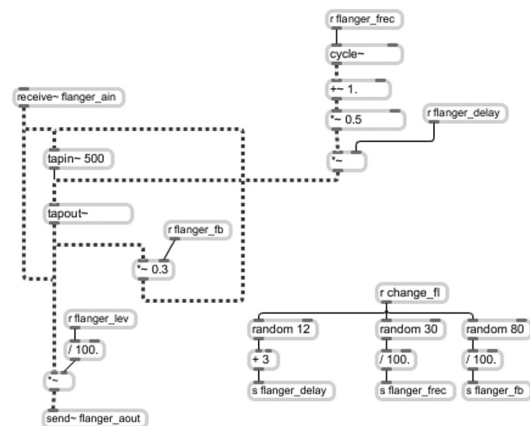 r flanger_frec
cycle~
+~ 1.
receive~ flanger_ain
*~ 0.5
r flanger_delay
tapin~ 500
*~
tapout~
r flanger_fb
*~ 0.3
r change_fl
r flanger_lev
random 12
random 30
random 80
/ 100.
+ 3
/ 100.
/ 100.
*~
s flanger_delay
s flanger_frec
s flanger_fb
send~ flanger_aout